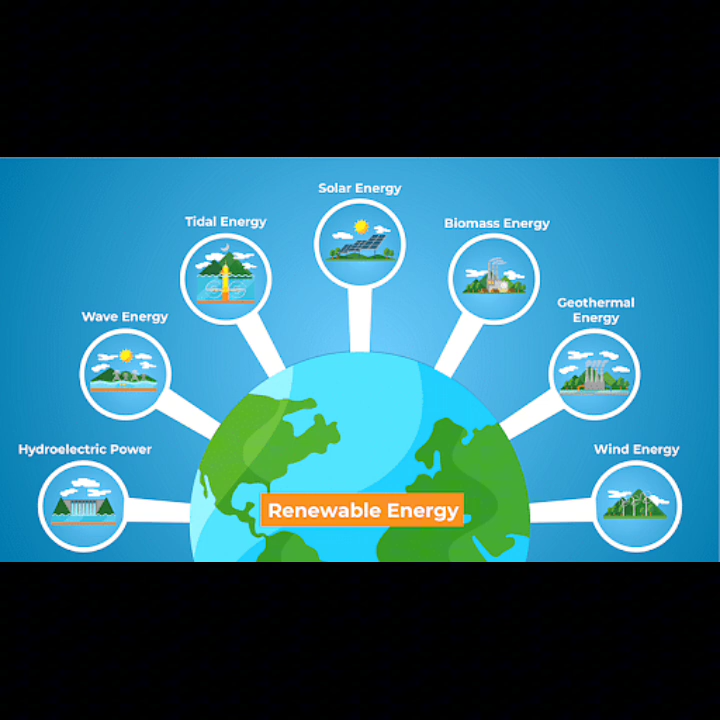 Solar Energy
Tidal Energy
Biomass Energy
Geothermal
Energy
Wave Energy
Hydroelectric Power
Wind Energy
Renewable Energy